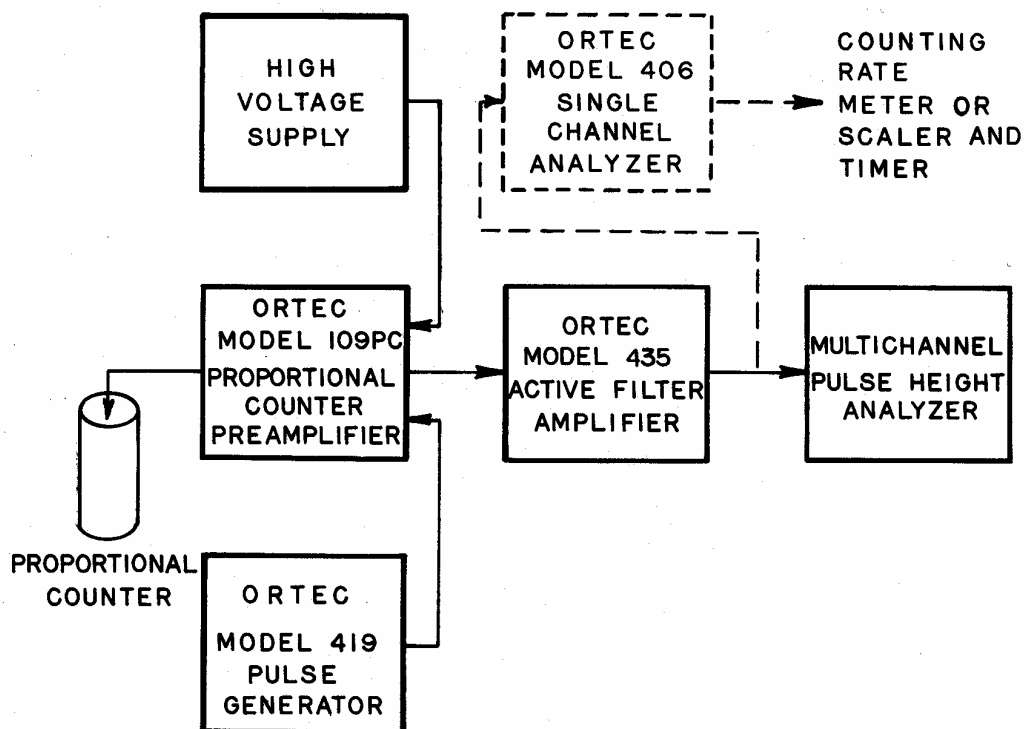 HIGH
VOLTAGE
SUPPLY
ORTEC
MODEL 406
SINGLE
CHANNEL
ANALYZER
COUNTING
RATE
METER OR
SCALER AND
TIMER
ORTEC
MODEL 109PC
PROPORTIONAL
COUNTER
PREAMPLIFIER
ORTEC
MODEL 435
ACTIVE FILTER
AMPLIFIER
MULTICHANNEL
PULSE HEIGHT
ANALYZER
PROPORTIONAL
COUNTER
ORTEC
MODEL 419
PULSE
GENERATOR